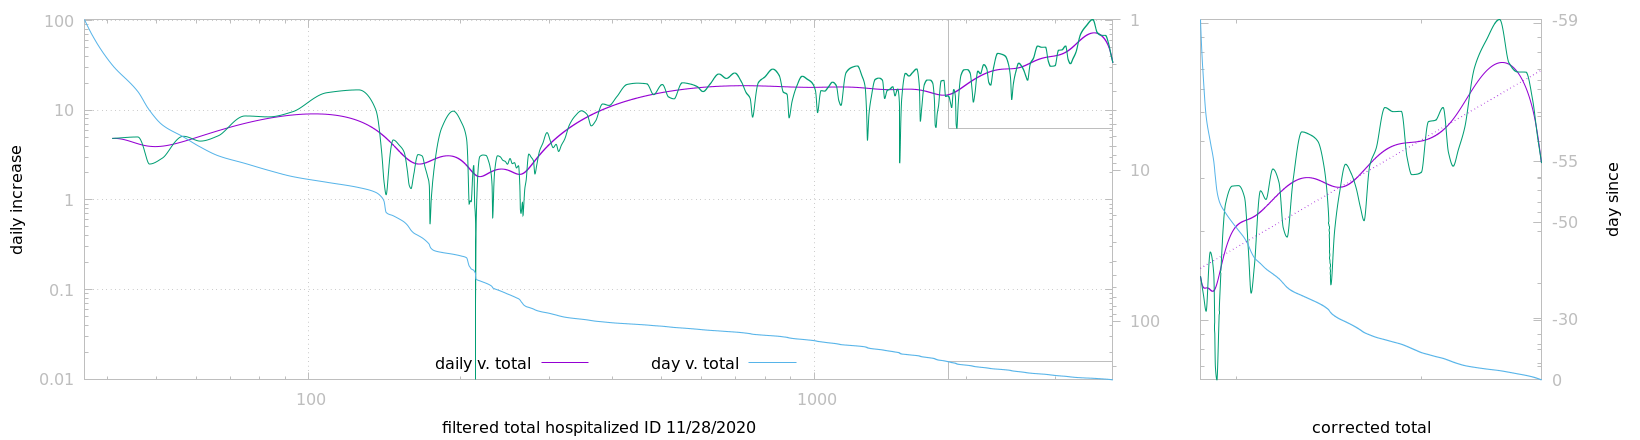 100
10
1
0.1
0.01
daily increase
100
1000
1
10
100
daily v. total
day v. total
filtered total hospitalized ID 11/28/2020
-59
-55
-50
-30
0
day since
corrected total